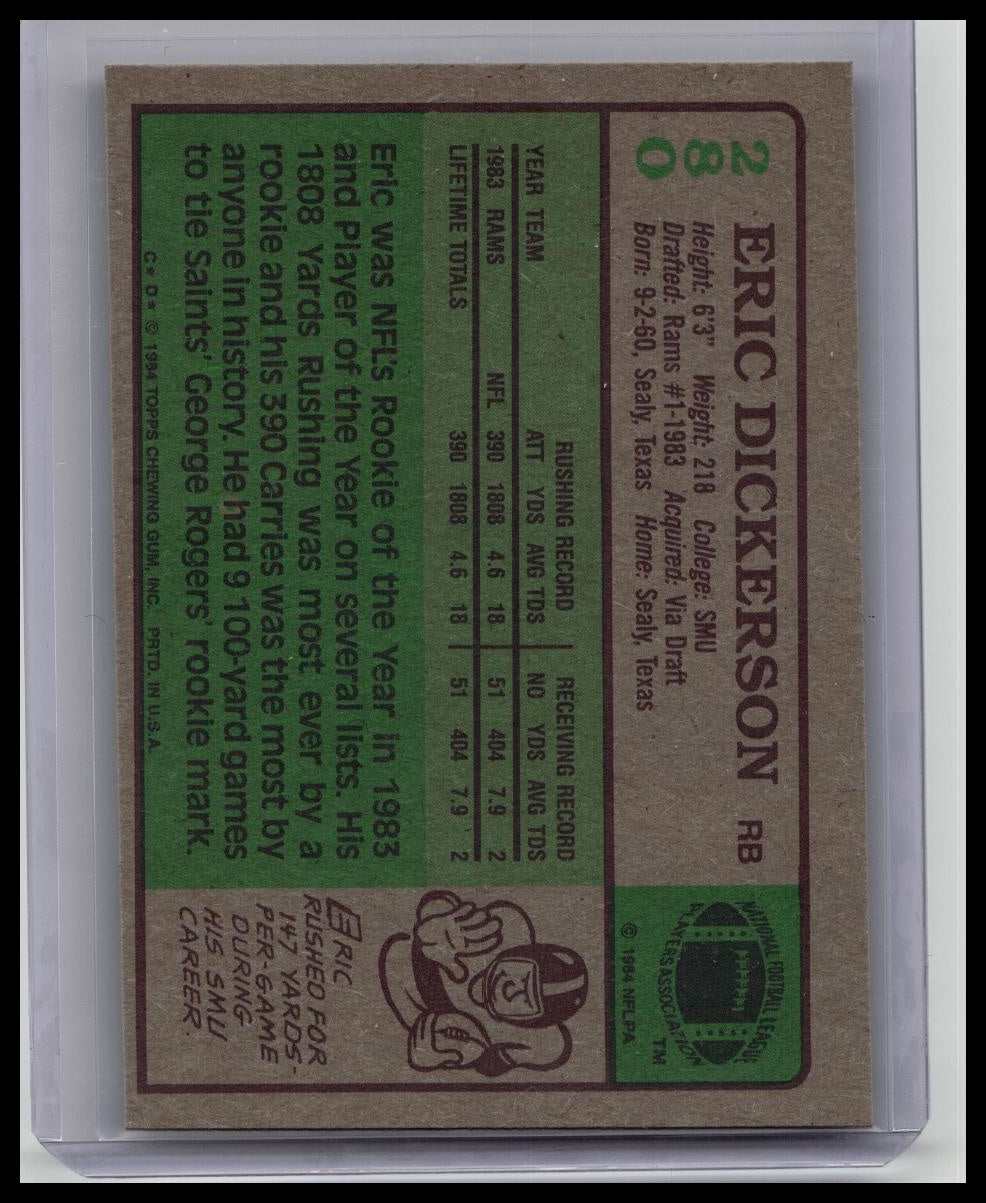 280
ERIC DICKERSON RB
Height: 6'3" Weight: 218 College: SMU
Drafted: Rams #1-1983 Acquired: Via Draft
Born: 9-2-60, Sealy, Texas Home: Sealy, Texas
NATIONAL FOOTBALL LEAGUE
PLAYERS ASSOCIATION
TM
© 1984 NFLPA
RUSHING RECORD RECEIVING RECORD
YEAR TEAM ATT YDS AVG TDS NO YDS AVG TDS
1983 RAMS NFL 390 1808 4.6 18 51 404 7.9 2
LIFETIME TOTALS 390 1808 4.6 18 51 404 7.9 2
Eric was NFL's Rookie of the Year in 1983
and Player of the Year on several lists. His
1808 Yards Rushing was most ever by a
rookie and his 390 Carries was the most by
anyone in history. He had 9 100-yard games
to tie Saints' George Rogers' rookie mark.
ERIC
RUSHED FOR
147 YARDS-
PER-GAME
DURING
HIS SMU
CAREER
C★ D★ © 1984 TOPPS CHEWING GUM, INC. PRTD. IN U.S.A.